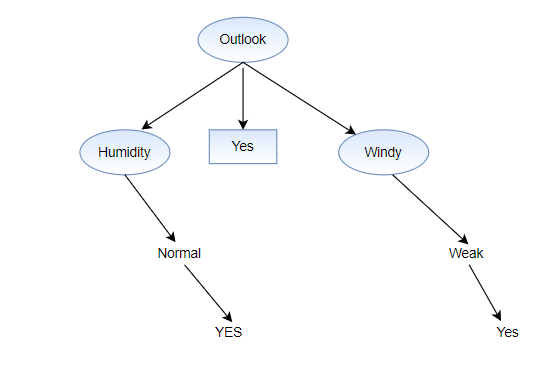 Outlook
Humidity
Yes
Windy
Normal
Weak
YES
Yes